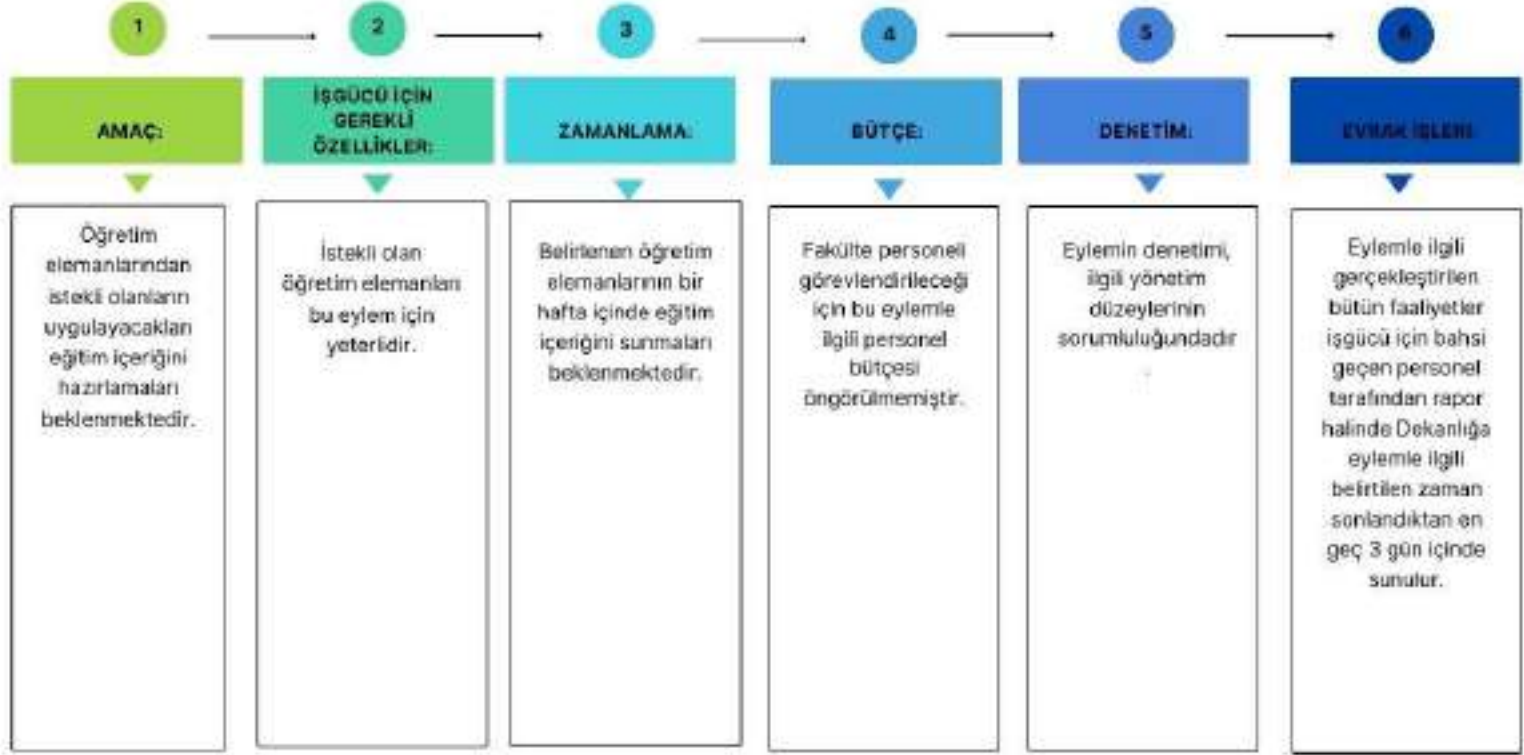 1
2
3
4
5
6
AMAÇ:
İŞGÜCÜ İÇİN
GEREKLİ
ÖZELLİKLER:
ZAMANLAMA:
BÜTÇE:
DENETİM:
EVRAK İŞLERİ:
Öğretim
elemanlarından
istekli olanların
uygulayacakları
eğitim içeriğini
hazırlamaları
beklenmektedir.
İstekli olan
öğretim elemanları
bu eylem için
yeterlidir.
Belirlenen öğretim
elemanlarının bir
hafta içinde eğitim
içeriğini sunmaları
beklenmektedir.
Fakülte personeli
görevlendirileceği
için bu eylemle
ilgili personel
bütçesi
öngörülmemiştir.
Eylemin denetimi,
ilgili yönetim
düzeylerinin
sorumluluğundadır
.
Eylemle ilgili
gerçekleştirilen
bütün faaliyetler
işgücü için bahsi
geçen personel
tarafından rapor
halinde Dekanlığa
eylemle ilgili
belirtilen zaman
sonlandıktan en
geç 3 gün içinde
sunulur.